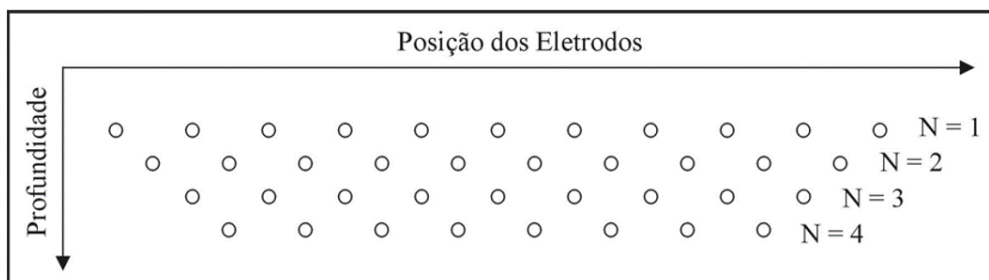 Posição dos Eletrodos
Profundidade
N = 1
N = 2
N = 3
N = 4